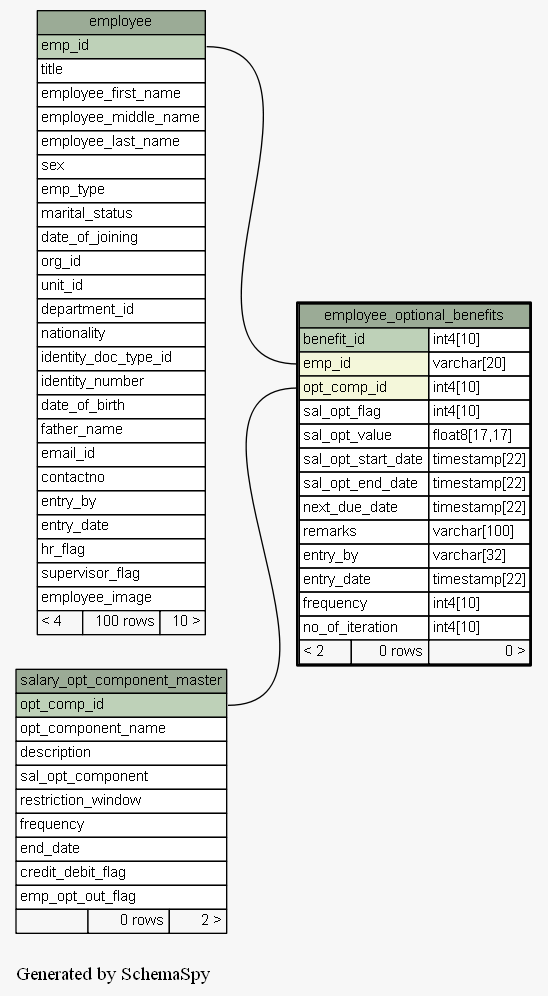 employee
emp_id
title
employee_first_name
employee_middle_name
employee_last_name
sex
emp_type
marital_status
date_of_joining
org_id
unit_id
department_id
nationality
identity_doc_type_id
identity_number
date_of_birth
father_name
email_id
contactno
entry_by
entry_date
hr_flag
supervisor_flag
employee_image
< 4 100 rows 10 >
employee_optional_benefits
benefit_id int4[10]
emp_id varchar[20]
opt_comp_id int4[10]
sal_opt_flag int4[10]
sal_opt_value float8[17,17]
sal_opt_start_date timestamp[22]
sal_opt_end_date timestamp[22]
next_due_date timestamp[22]
remarks varchar[100]
entry_by varchar[32]
entry_date timestamp[22]
frequency int4[10]
no_of_iteration int4[10]
< 2 0 rows 0 >
salary_opt_component_master
opt_comp_id
opt_component_name
description
sal_opt_component
restriction_window
frequency
end_date
credit_debit_flag
emp_opt_out_flag
0 rows 2 >
Generated by SchemaSpy